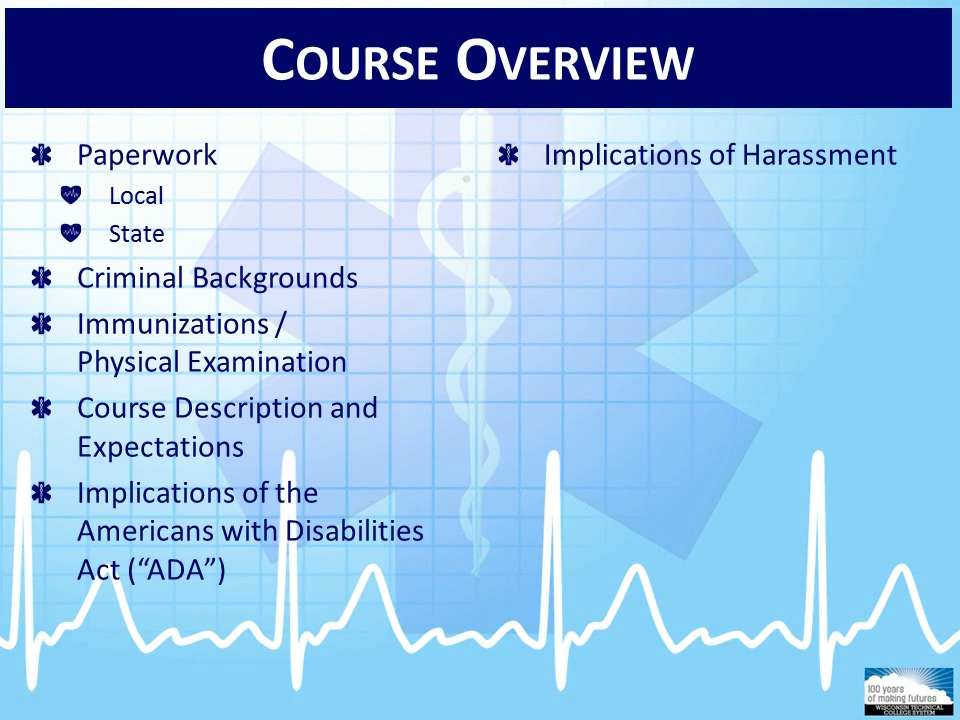 COURSE OVERVIEW
Paperwork
Local
State
Criminal Backgrounds
Immunizations /
Physical Examination
Course Description and
Expectations
Implications of the
Americans with Disabilities
Act (“ADA”)
Implications of Harassment
100 years
of making futures
WISCONSIN TECHNICAL
COLLEGE SYSTEM